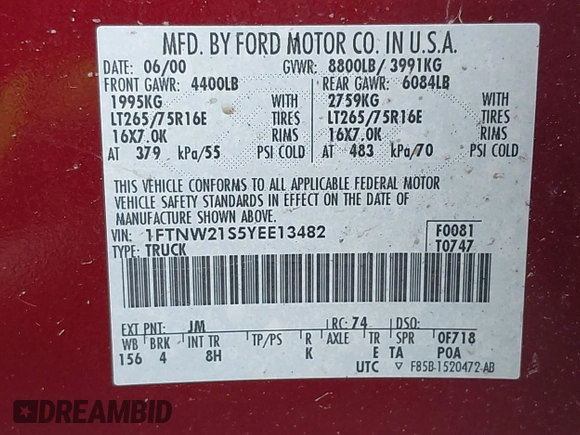 MFD. BY FORD MOTOR CO. IN U.S.A.
DATE: 06/00 GVWR: 8800LB/ 3991KG
FRONT GAWR: 4400LB REAR GAWR: 6084LB
1995KG WITH 2759KG WITH
LT265/75R16E TIRES LT265/75R16E TIRES
16X7.0K RIMS 16X7.0K RIMS
AT 379 kPa/55 PSI COLD AT 483 kPa/70 PSI COLD
THIS VEHICLE CONFORMS TO ALL APPLICABLE FEDERAL MOTOR
VEHICLE SAFETY STANDARDS IN EFFECT ON THE DATE OF
MANUFACTURE SHOWN ABOVE.
VIN: 1FTNW21S5YEE13482 F0081
TYPE: TRUCK T0747
EXT PNT: JM RC: 74 DSO:
WB BRK INT TR TP/PS R AXLE TR SPR 0F718
156 4 8H K E TA POA
UTC ▽ F85B-1520472-AB
DREAMBID